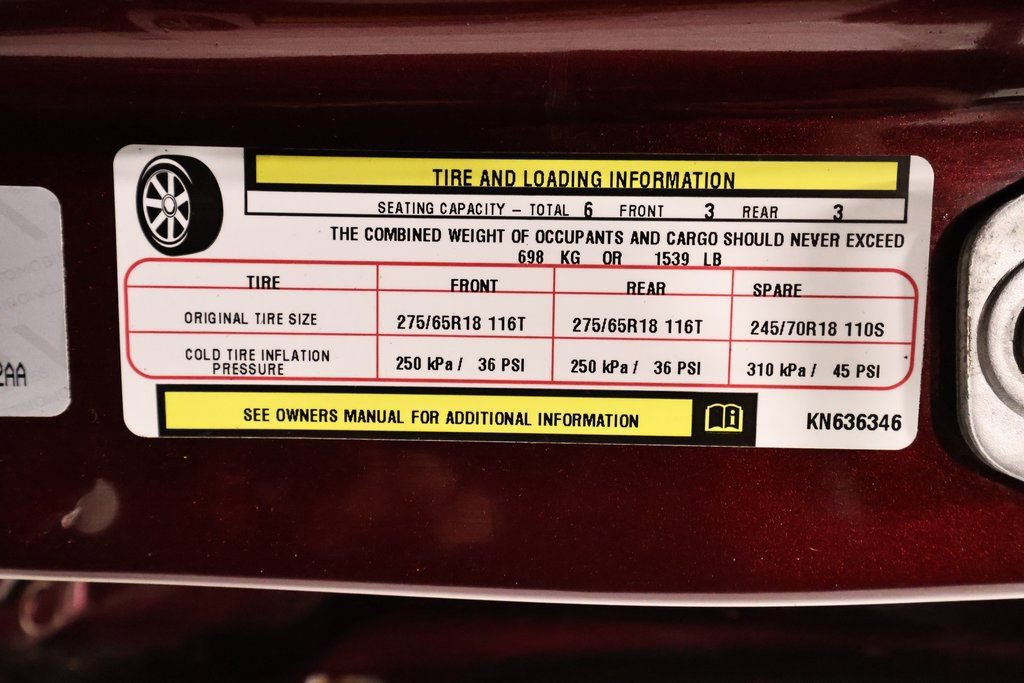 TIRE AND LOADING INFORMATION
SEATING CAPACITY – TOTAL 6 FRONT 3 REAR 3
THE COMBINED WEIGHT OF OCCUPANTS AND CARGO SHOULD NEVER EXCEED
698 KG OR 1539 LB
TIRE FRONT REAR SPARE
ORIGINAL TIRE SIZE 275/65R18 116T 275/65R18 116T 245/70R18 110S
COLD TIRE INFLATION PRESSURE 250 kPa / 36 PSI 250 kPa / 36 PSI 310 kPa / 45 PSI
SEE OWNERS MANUAL FOR ADDITIONAL INFORMATION
KN636346